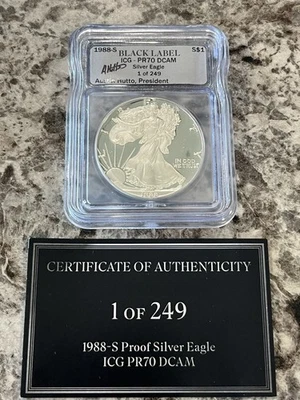 1988-S BLACK LABEL S$1
ICG - PR70 DCAM
Silver Eagle
1 of 249
President
IN GOD
WE TRUST
CERTIFICATE OF AUTHENTICITY
1 OF 249
1988-S Proof Silver Eagle
ICG PR70 DCAM